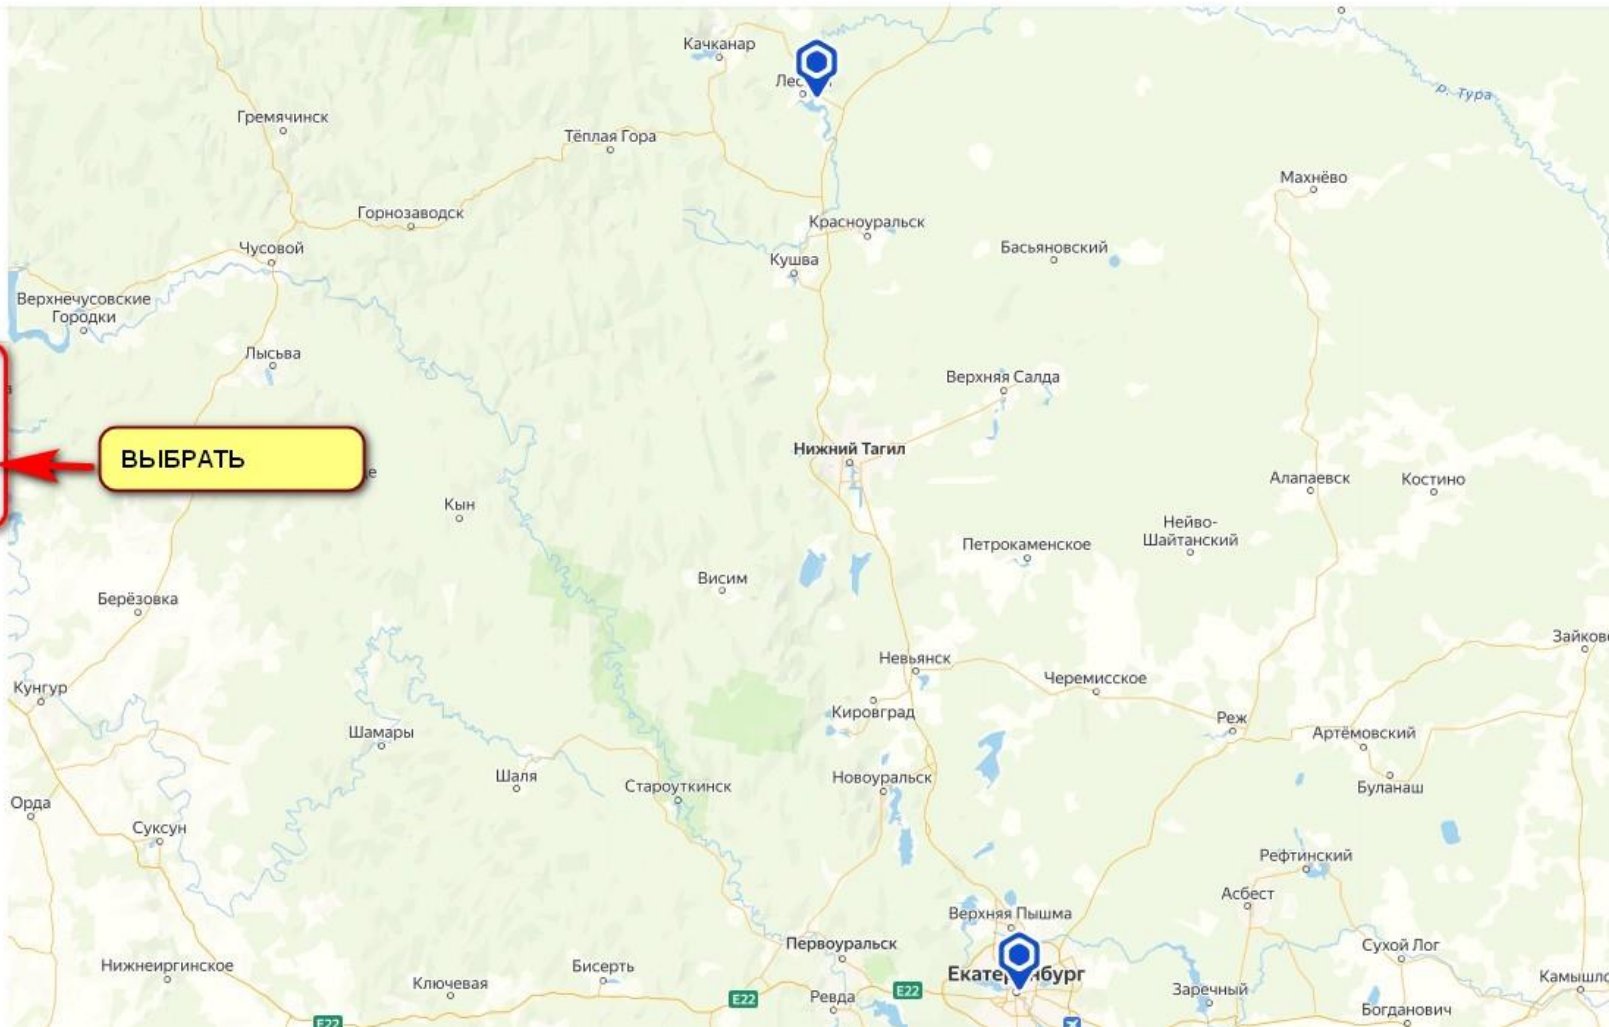 Качканар
р. Тура
Гремячинск
Тёплая Гора
Махнёво
Горнозаводск
Красноуральск
Чусовой
Басьяновский
Кушва
Верхнечусовские
Городки
Лысьва
Верхняя Салда
ВЫБРАТЬ
Нижний Тагил
Алапаевск
Костино
Кын
Нейво-
Шайтанский
Петрокаменское
Висим
Берёзовка
Зайково
Невьянск
Черемисское
Кунгур
Кировград
Реж
Шамары
Артёмовский
Шаля
Новоуральск
Староуткинск
Буланаш
Орда
Суксун
Рефтинский
Асбест
Верхняя Пышма
Первоуральск
Сухой Лог
Нижнеиргинское
Бисерть
Екатеринбург
Камышло
Ключевая
Заречный
E22
E22
Ревда
Богданович
E22